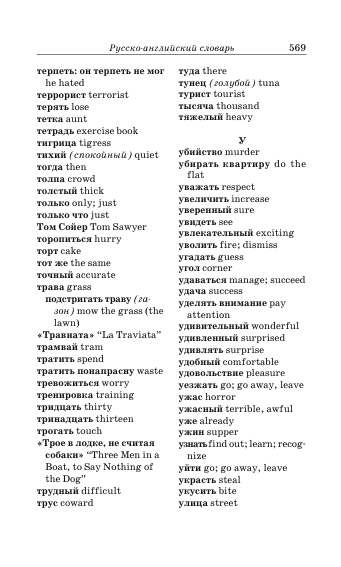 Русско-английский словарь 569
терпеть: он терпеть не мог
he hated
террорист terrorist
терять lose
тетка aunt
тетрадь exercise book
тигрица tigress
тихий (спокойный) quiet
тогда then
толпа crowd
толстый thick
только only; just
только что just
Том Сойер Tom Sawyer
торопиться hurry
торт cake
тот же the same
точный accurate
трава grass
подстригать траву (га-
зон) mow the grass (the
lawn)
«Травиата» “La Traviata”
трамвай tram
тратить spend
тратить понапрасну waste
тревожиться worry
тренировка training
тридцать thirty
тринадцать thirteen
трогать touch
«Трое в лодке, не считая
собаки» “Three Men in a
Boat, to Say Nothing of
the Dog”
трудный difficult
трус coward
туда there
тунец (голубой) tuna
турист tourist
тысяча thousand
тяжелый heavy
У
убийство murder
убирать квартиру do the
flat
уважать respect
увеличить increase
уверенный sure
увидеть see
увлекательный exciting
уволить fire; dismiss
угадать guess
угол corner
удаваться manage; succeed
удача success
уделять внимание pay
attention
удивительный wonderful
удивленный surprised
удивлять surprise
удобный comfortable
удовольствие pleasure
уезжать go; go away, leave
ужас horror
ужасный terrible, awful
уже already
ужин supper
узнать find out; learn; recog-
nize
уйти go; go away, leave
украсть steal
укусить bite
улица street